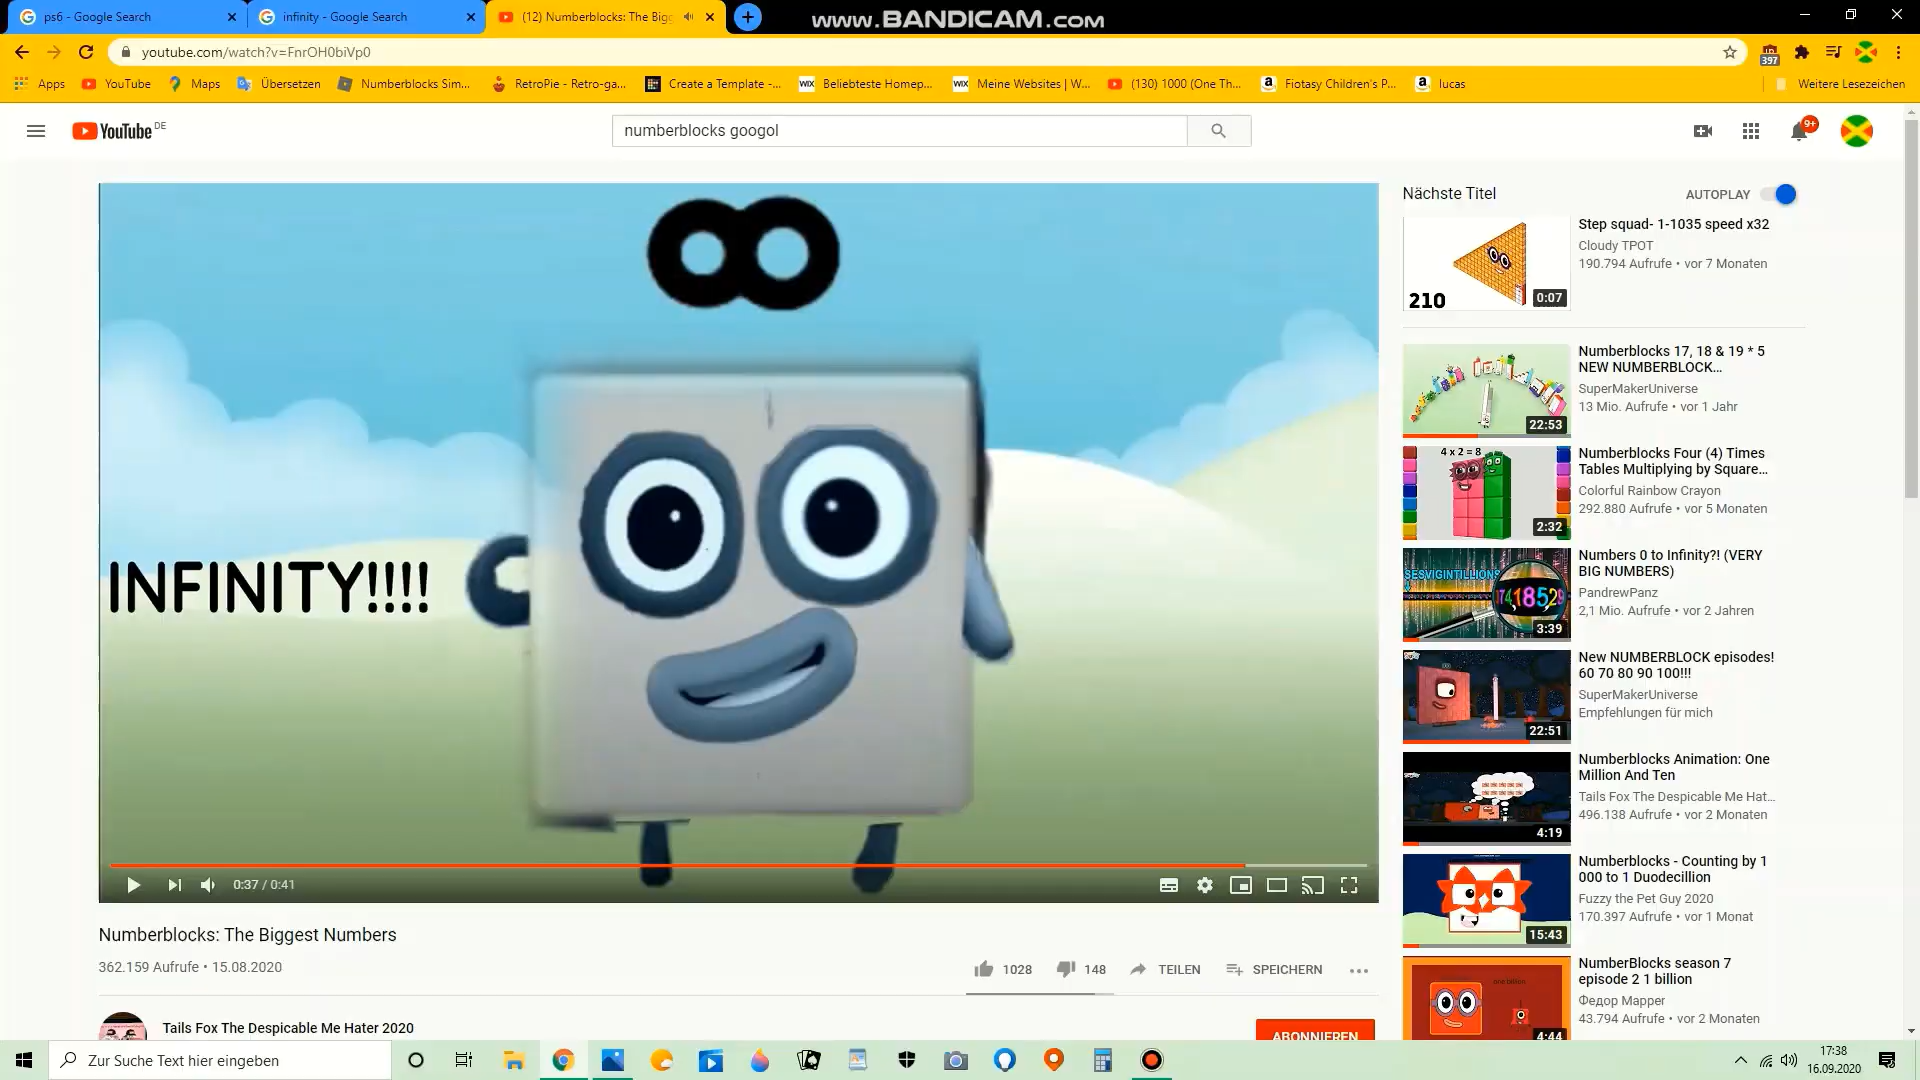 ps6 - Google Search
infinity - Google Search
(12) Numberblocks: The Bigg
WWW.BANDICAM.COM
youtube.com/watch?v=FnrOH0biVp0
397
Apps
YouTube
Maps
Übersetzen
Numberblocks Sim...
RetroPie - Retro-ga...
Create a Template -...
WIX
Beliebteste Homep...
WIX
Meine Websites | W...
(130) 1000 (One Th...
Fiotasy Children's P...
lucas
Weitere Lesezeichen
YouTube DE
numberblocks googol
9+
INFINITY!!!!
0:37 / 0:41
Numberblocks: The Biggest Numbers
362.159 Aufrufe • 15.08.2020
1028
148
TEILEN
SPEICHERN
Tails Fox The Despicable Me Hater 2020
ABONNIEREN
Nächste Titel
AUTOPLAY
210
0:07
Step squad- 1-1035 speed x32
Cloudy TPOT
190.794 Aufrufe • vor 7 Monaten
22:53
Numberblocks 17, 18 & 19 * 5
NEW NUMBERBLOCK...
SuperMakerUniverse
13 Mio. Aufrufe • vor 1 Jahr
4 x 2 = 8
2:32
Numberblocks Four (4) Times
Tables Multiplying by Square...
Colorful Rainbow Crayon
292.880 Aufrufe • vor 5 Monaten
SESVIGINTILLIONS
3:39
Numbers 0 to Infinity?! (VERY
BIG NUMBERS)
PandrewPanz
2,1 Mio. Aufrufe • vor 2 Jahren
22:51
New NUMBERBLOCK episodes!
60 70 80 90 100!!!
SuperMakerUniverse
Empfehlungen für mich
4:19
Numberblocks Animation: One
Million And Ten
Tails Fox The Despicable Me Hat...
496.138 Aufrufe • vor 2 Monaten
15:43
Numberblocks - Counting by 1
000 to 1 Duodecillion
Fuzzy the Pet Guy 2020
170.397 Aufrufe • vor 1 Monat
one billion
4:44
NumberBlocks season 7
episode 2 1 billion
Федор Mapper
43.794 Aufrufe • vor 2 Monaten
Zur Suche Text hier eingeben
17:38
16.09.2020